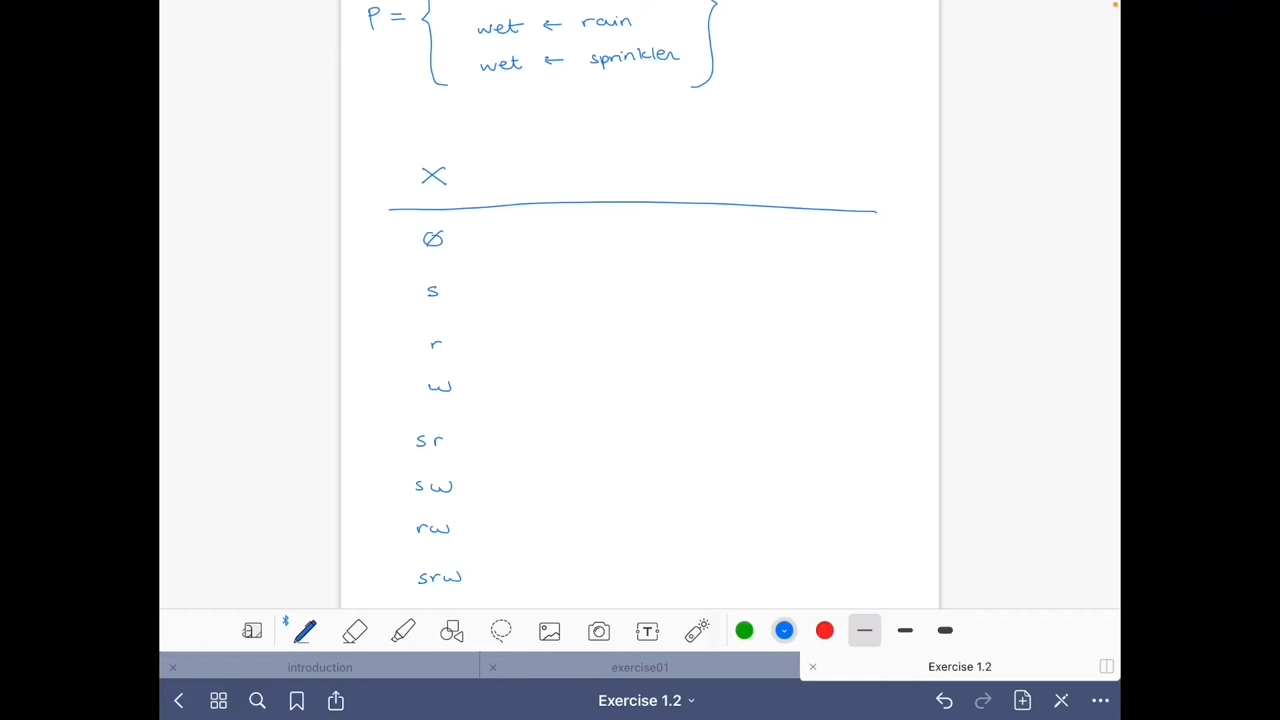 P = { wet ← rain
wet ← sprinkler }
X
∅
s
r
w
sr
sw
rw
srw
T
introduction
exercise01
Exercise 1.2
Exercise 1.2